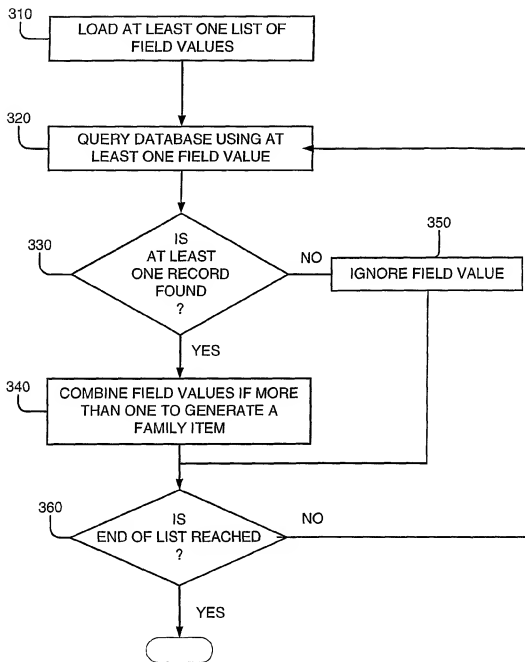 310
LOAD AT LEAST ONE LIST OF
FIELD VALUES
320
QUERY DATABASE USING AT
LEAST ONE FIELD VALUE
330
IS
AT LEAST
ONE RECORD
FOUND
?
NO
350
IGNORE FIELD VALUE
YES
340
COMBINE FIELD VALUES IF MORE
THAN ONE TO GENERATE A
FAMILY ITEM
360
IS
END OF LIST REACHED
?
NO
YES